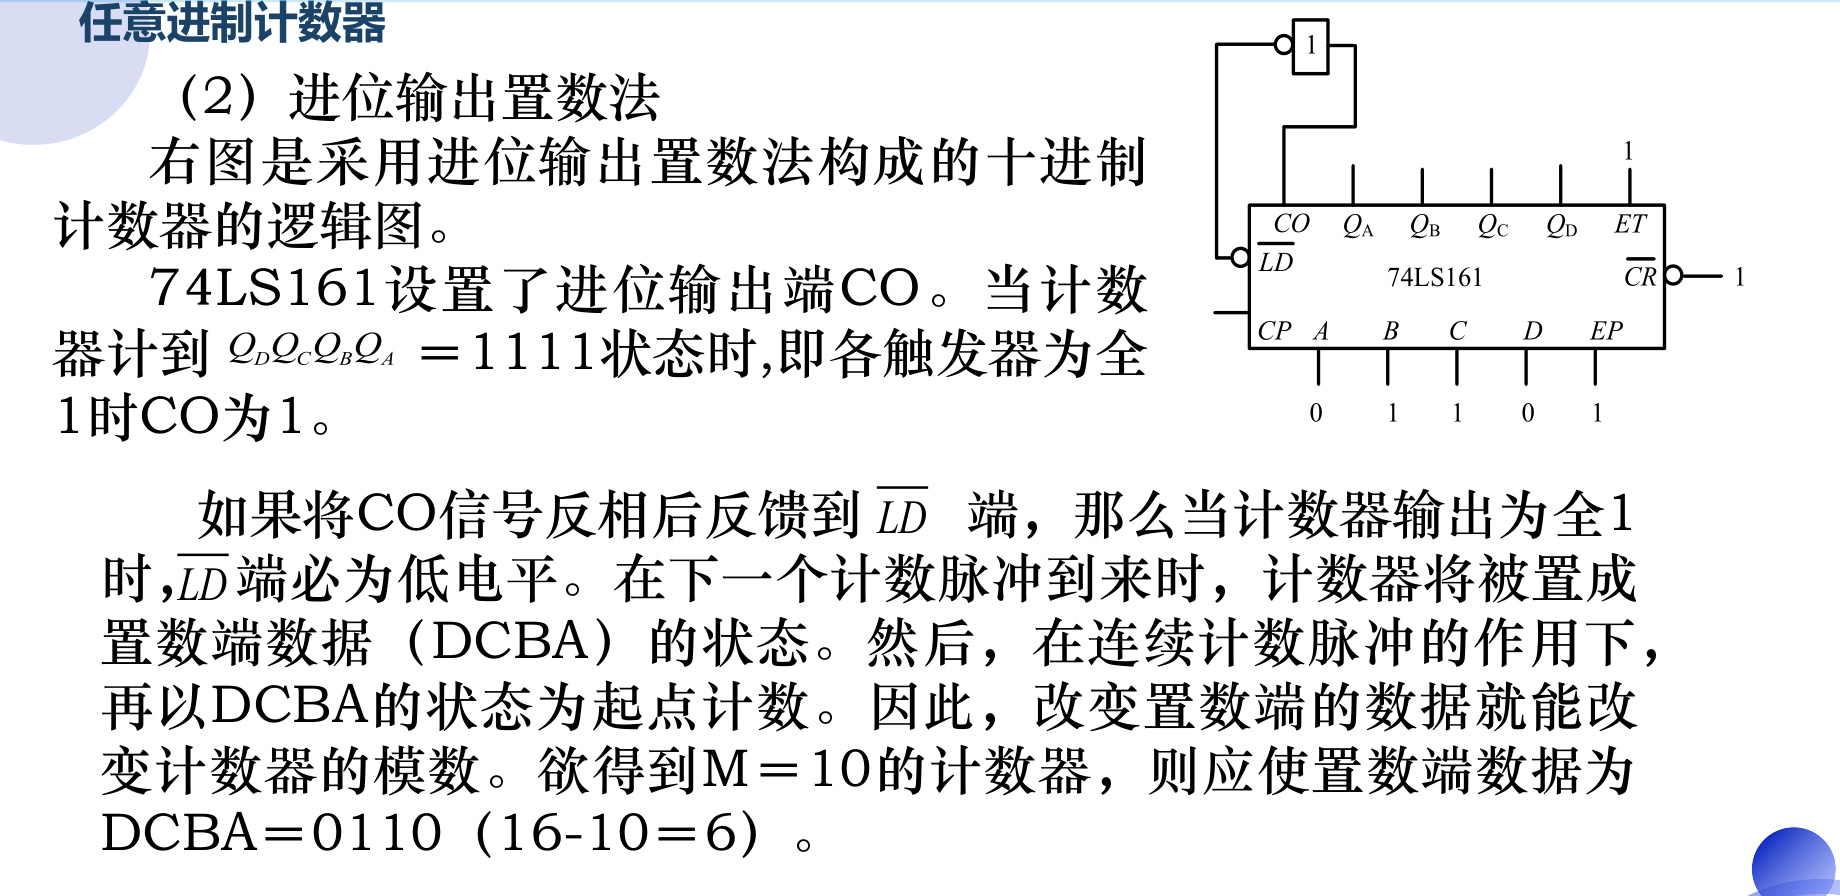 任意进制计数器
（2）进位输出置数法
右图是采用进位输出置数法构成的十进制
计数器的逻辑图。
74LS161设置了进位输出端CO。当计数
器计到 QDQCQBQA ＝1111状态时,即各触发器为全
1时CO为1。
1
1
CO QA QB QC QD ET
L̅D̅ 74LS161 C̅R̅ 1
CP A B C D EP
0 1 1 0 1
如果将CO信号反相后反馈到 L̅D̅ 端，那么当计数器输出为全1
时,L̅D̅端必为低电平。在下一个计数脉冲到来时，计数器将被置成
置数端数据（DCBA）的状态。然后，在连续计数脉冲的作用下，
再以DCBA的状态为起点计数。因此，改变置数端的数据就能改
变计数器的模数。欲得到M＝10的计数器，则应使置数端数据为
DCBA＝0110（16-10＝6）。